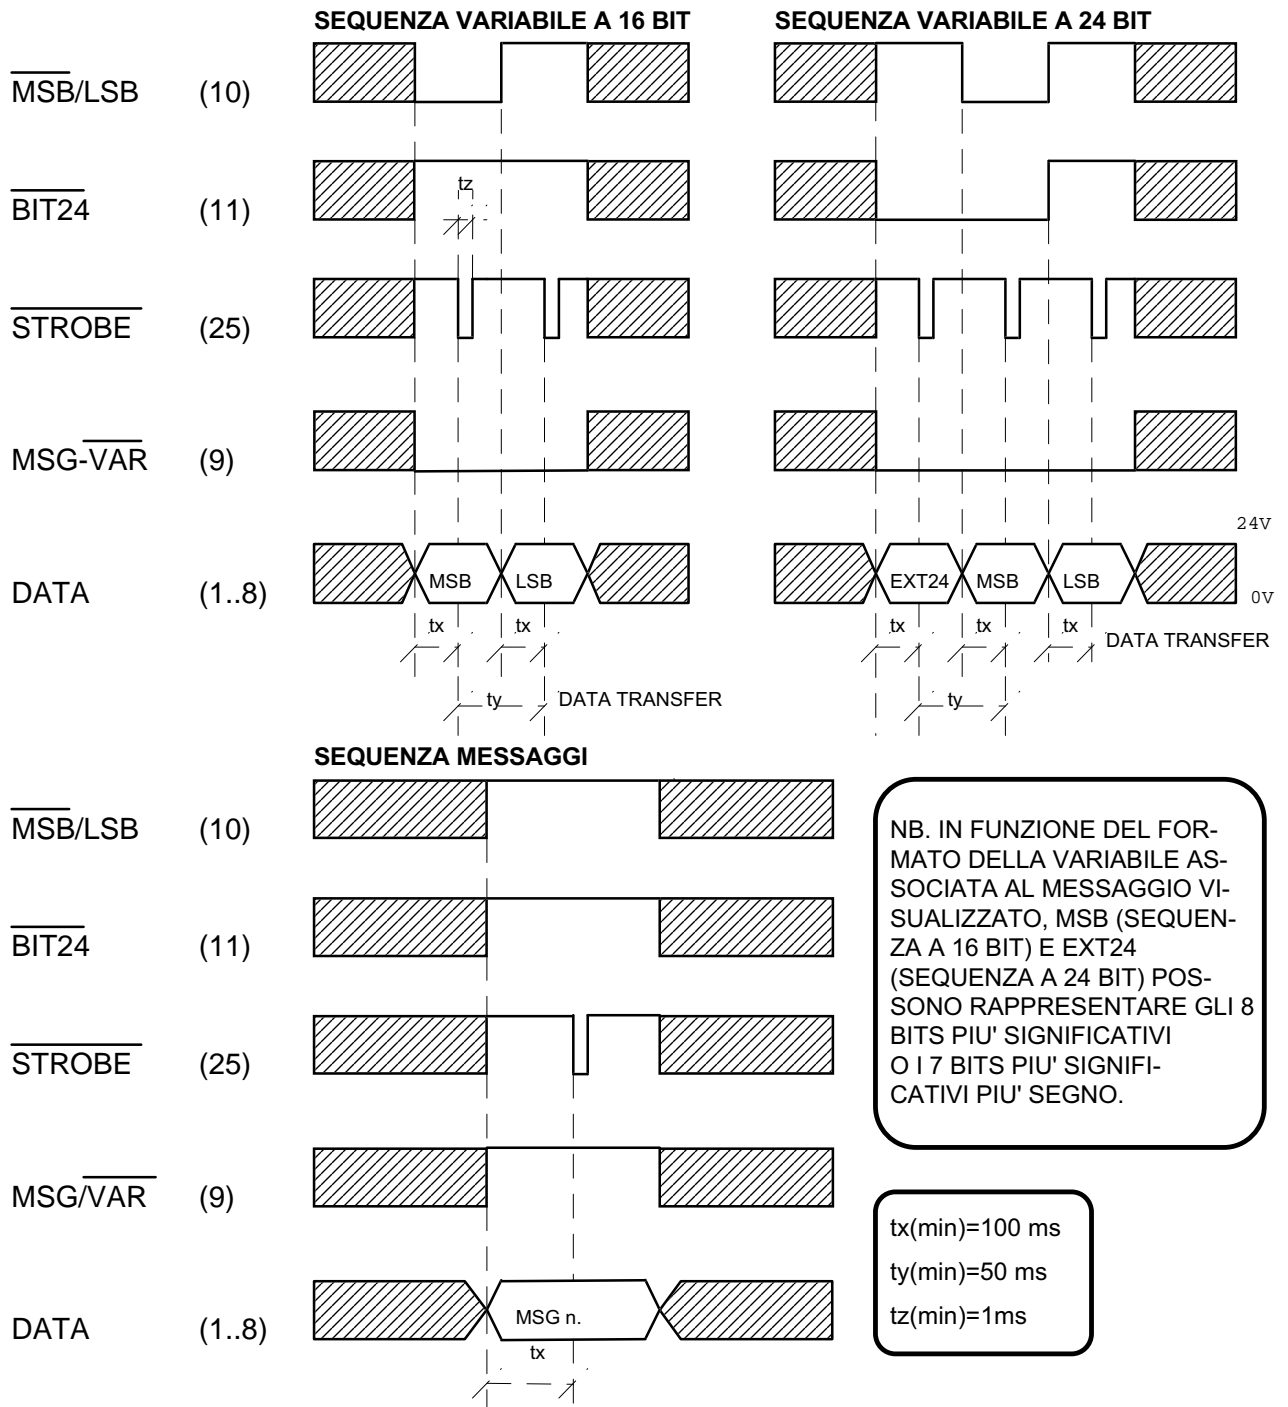 SEQUENZA VARIABILE A 16 BIT
SEQUENZA VARIABILE A 24 BIT
MSB/LSB (10)
BIT24 (11)
tz
STROBE (25)
MSG-VAR (9)
24V
DATA (1..8)
MSB LSB
EXT24 MSB LSB
0V
tx tx
tx tx tx
DATA TRANSFER
ty DATA TRANSFER
ty
SEQUENZA MESSAGGI
MSB/LSB (10)
BIT24 (11)
STROBE (25)
MSG/VAR (9)
DATA (1..8)
MSG n.
tx
NB. IN FUNZIONE DEL FOR-
MATO DELLA VARIABILE AS-
SOCIATA AL MESSAGGIO VI-
SUALIZZATO, MSB (SEQUEN-
ZA A 16 BIT) E EXT24
(SEQUENZA A 24 BIT) POS-
SONO RAPPRESENTARE GLI 8
BITS PIU' SIGNIFICATIVI
O I 7 BITS PIU' SIGNIFI-
CATIVI PIU' SEGNO.
tx(min)=100 ms
ty(min)=50 ms
tz(min)=1ms